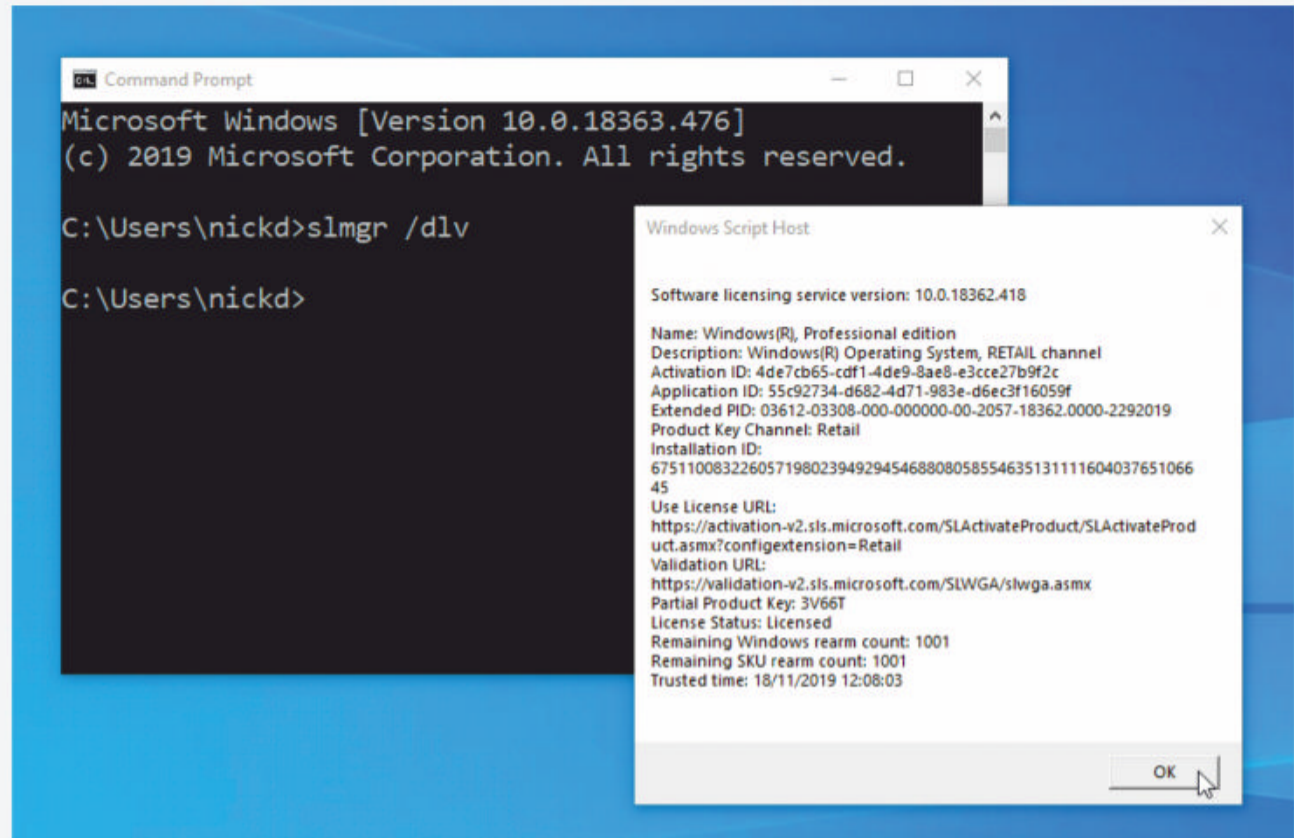 Command Prompt
Microsoft Windows [Version 10.0.18363.476]
(c) 2019 Microsoft Corporation. All rights reserved.
C:\Users\nickd>slmgr /dlv
C:\Users\nickd>
Windows Script Host
Software licensing service version: 10.0.18362.418
Name: Windows(R), Professional edition
Description: Windows(R) Operating System, RETAIL channel
Activation ID: 4de7cb65-cdf1-4de9-8ae8-e3cce27b9f2c
Application ID: 55c92734-d682-4d71-983e-d6ec3f16059f
Extended PID: 03612-03308-000-000000-00-2057-18362.0000-2292019
Product Key Channel: Retail
Installation ID:
6751100832260571980239492945468808058554635131111604037651066
45
Use License URL:
https://activation-v2.sls.microsoft.com/SLActivateProduct/SLActivateProd
uct.asmx?configextension=Retail
Validation URL:
https://validation-v2.sls.microsoft.com/SLWGA/slwga.asmx
Partial Product Key: 3V66T
License Status: Licensed
Remaining Windows rearm count: 1001
Remaining SKU rearm count: 1001
Trusted time: 18/11/2019 12:08:03
OK